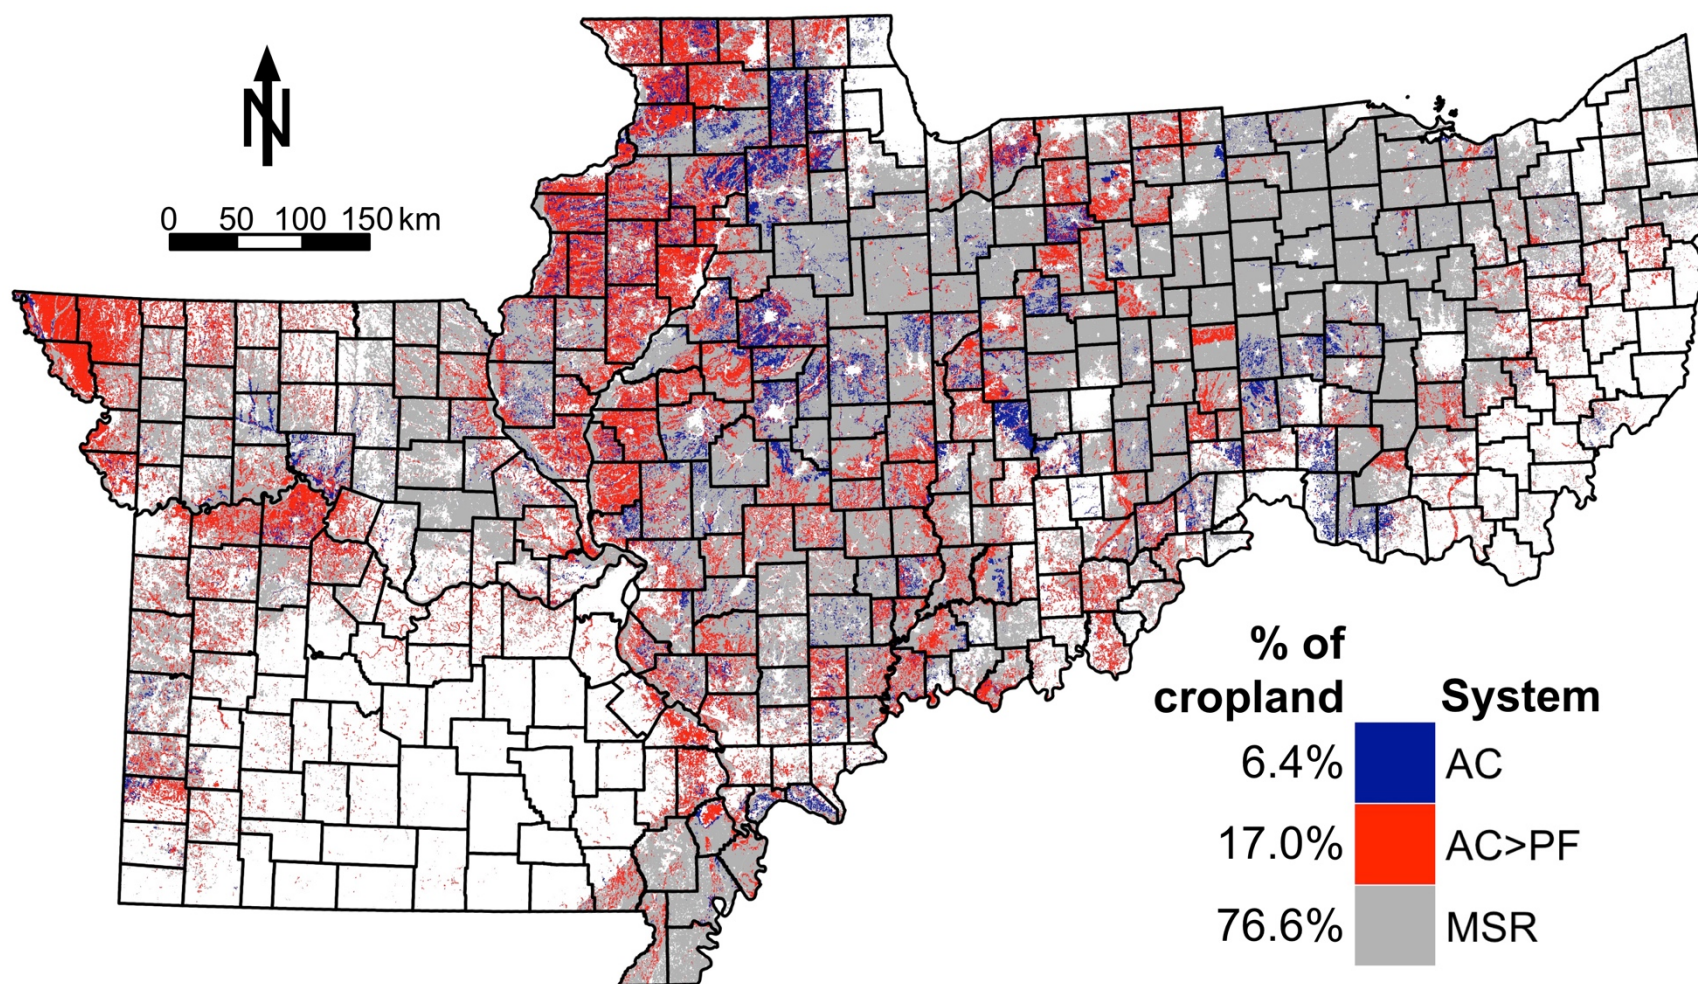 N
0 50 100 150 km
% of
cropland System
6.4% AC
17.0% AC>PF
76.6% MSR